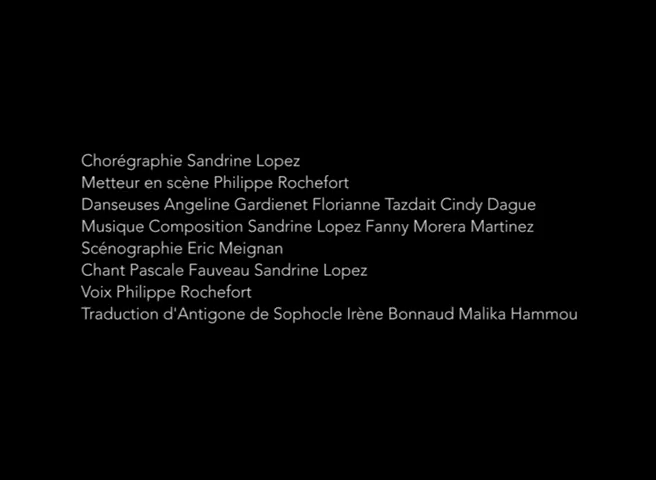 Chorégraphie Sandrine Lopez
Metteur en scène Philippe Rochefort
Danseuses Angeline Gardienet Florianne Tazdait Cindy Dague
Musique Composition Sandrine Lopez Fanny Morera Martinez
Scénographie Eric Meignan
Chant Pascale Fauveau Sandrine Lopez
Voix Philippe Rochefort
Traduction d'Antigone de Sophocle Irène Bonnaud Malika Hammou